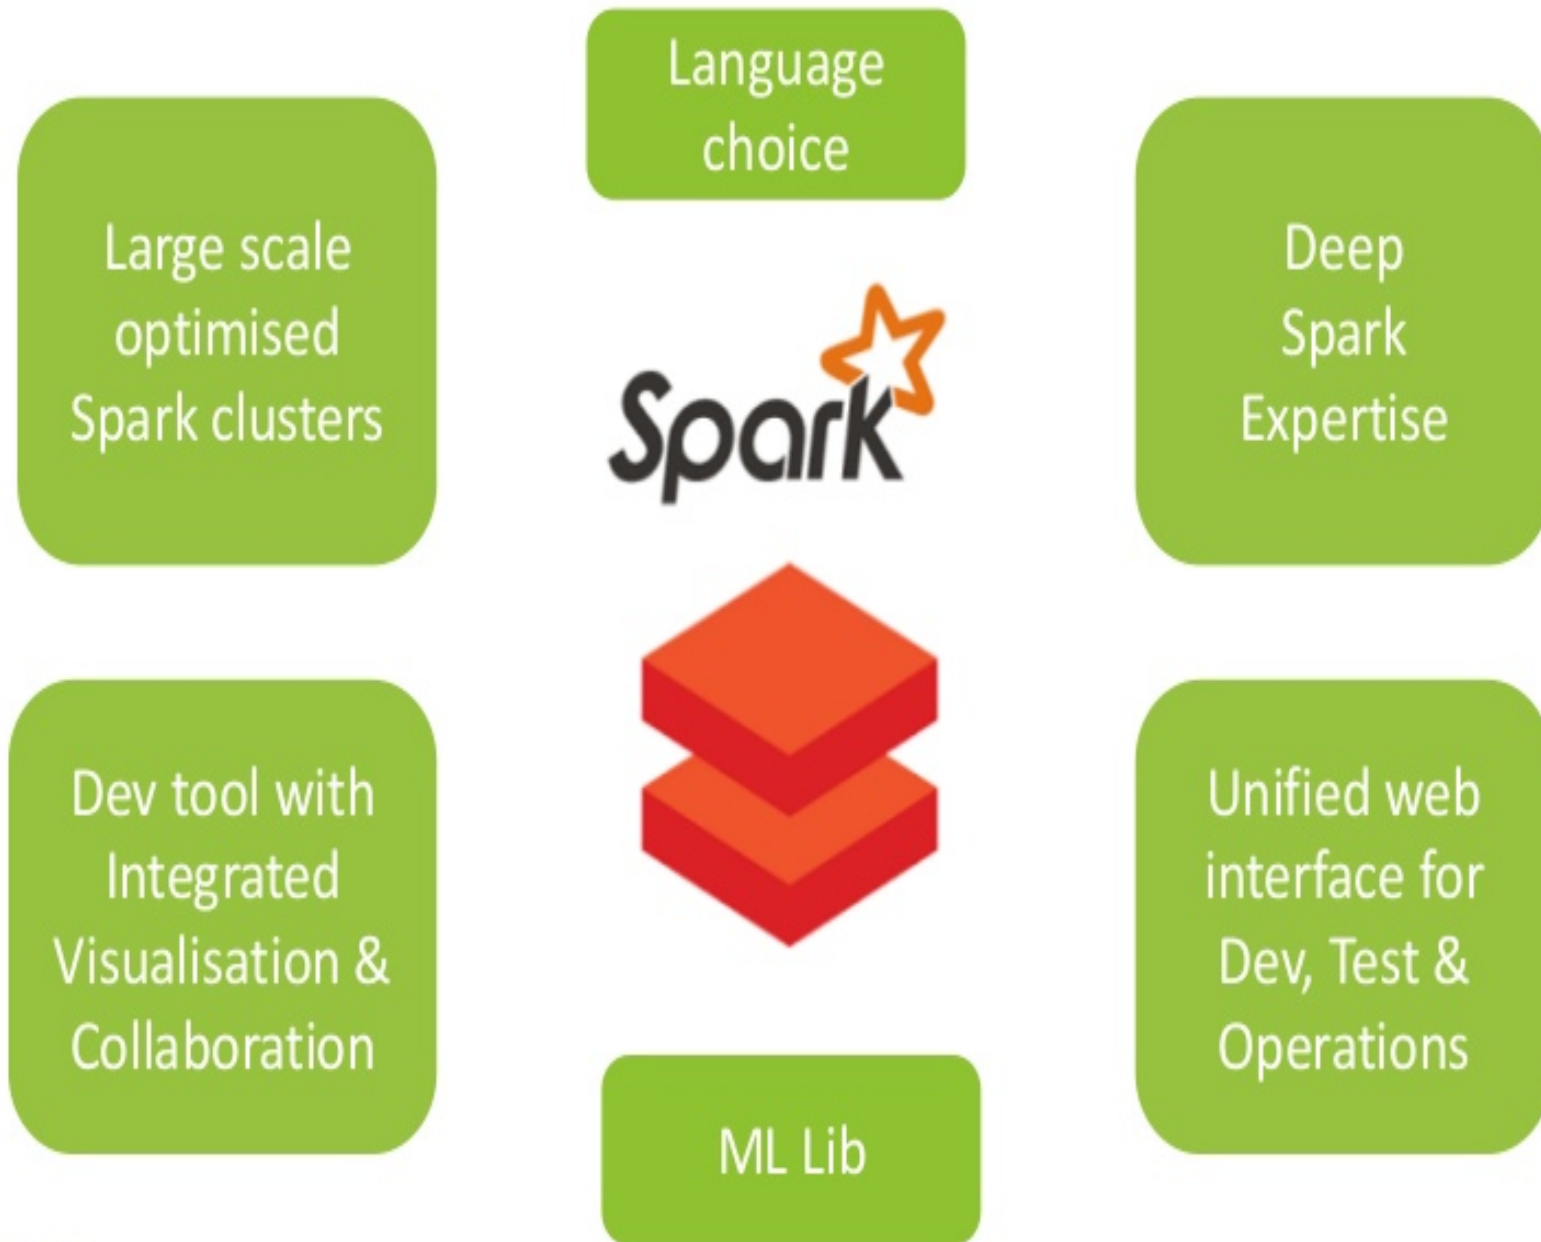 Language
choice
Large scale
optimised
Spark clusters
Deep
Spark
Expertise
Spark
Dev tool with
Integrated
Visualisation &
Collaboration
Unified web
interface for
Dev, Test &
Operations
ML Lib